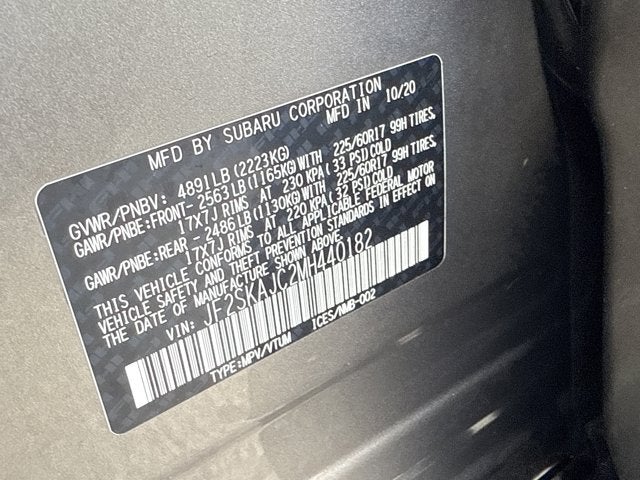 MFD BY SUBARU CORPORATION
MFD IN 10/20
GVWR/PNBV: 4891LB (2223KG)
GAWR/PNBE:FRONT- 2563LB(1165KG)WITH 225/60R17 99H TIRES,
17X7J RIMS AT 230 KPA(33 PSI)COLD
GAWR/PNBE:REAR - 2486LB(1130KG)WITH 225/60R17 99H TIRES,
17X7J RIMS AT 220 KPA(32 PSI)COLD
THIS VEHICLE CONFORMS TO ALL APPLICABLE FEDERAL MOTOR
VEHICLE SAFETY AND THEFT PREVENTION STANDARDS IN EFFECT ON
THE DATE OF MANUFACTURE SHOWN ABOVE
VIN: JF2SKAJC2MH440182
TYPE:MPV/VTUM ICES/NMB-002